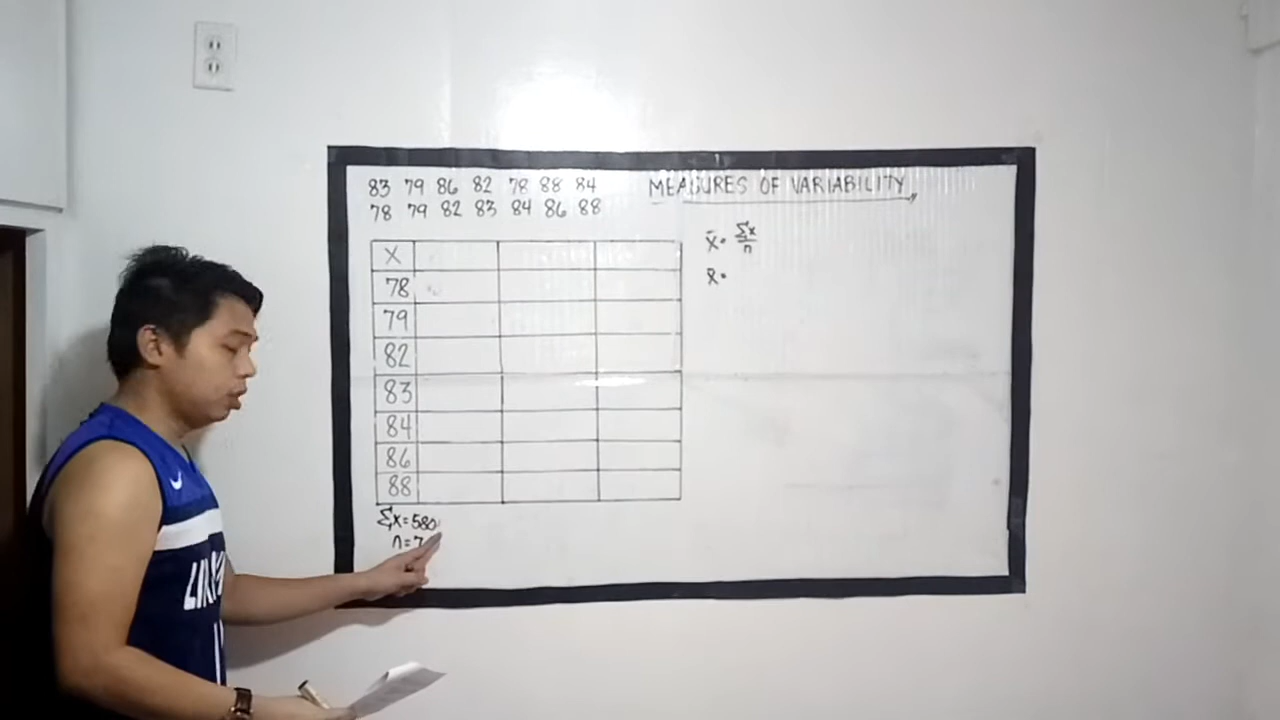 83 79 86 82 78 88 84
78 79 82 83 84 86 88
MEASURES OF VARIABILITY
X
78
79
82
83
84
86
88
Σx=580
n=7
x̄= Σx/n
x̄=